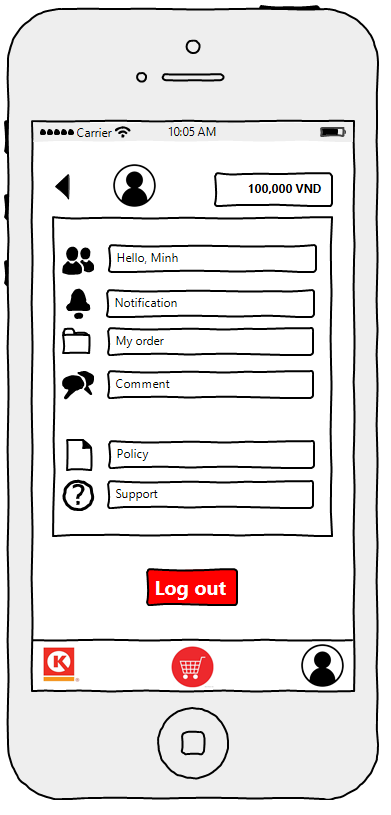 Carrier 10:05 AM
100,000 VND
Hello, Minh
Notification
My order
Comment
Policy
? Support
Log out
K